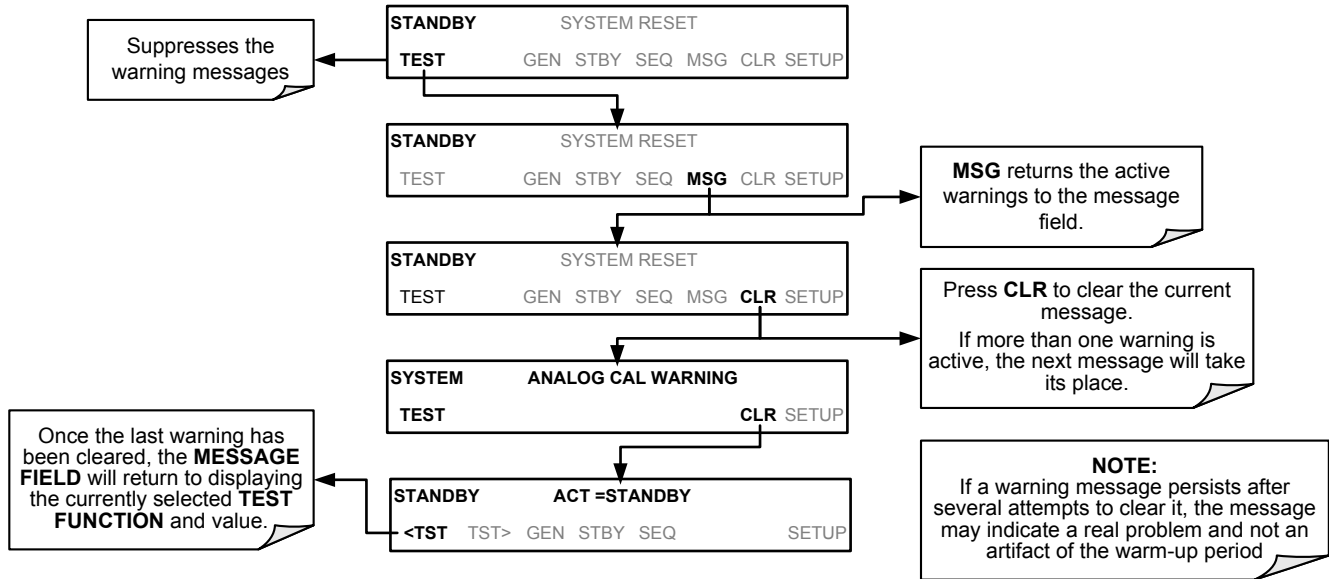 Suppresses the
warning messages
STANDBY SYSTEM RESET
TEST GEN STBY SEQ MSG CLR SETUP
STANDBY SYSTEM RESET
TEST GEN STBY SEQ MSG CLR SETUP
MSG returns the active
warnings to the message
field.
STANDBY SYSTEM RESET
TEST GEN STBY SEQ MSG CLR SETUP
Press CLR to clear the current
message.
If more than one warning is
active, the next message will take
its place.
SYSTEM ANALOG CAL WARNING
TEST CLR SETUP
Once the last warning has
been cleared, the MESSAGE
FIELD will return to displaying
the currently selected TEST
FUNCTION and value.
STANDBY ACT =STANDBY
<TST TST> GEN STBY SEQ SETUP
NOTE:
If a warning message persists after
several attempts to clear it, the message
may indicate a real problem and not an
artifact of the warm-up period